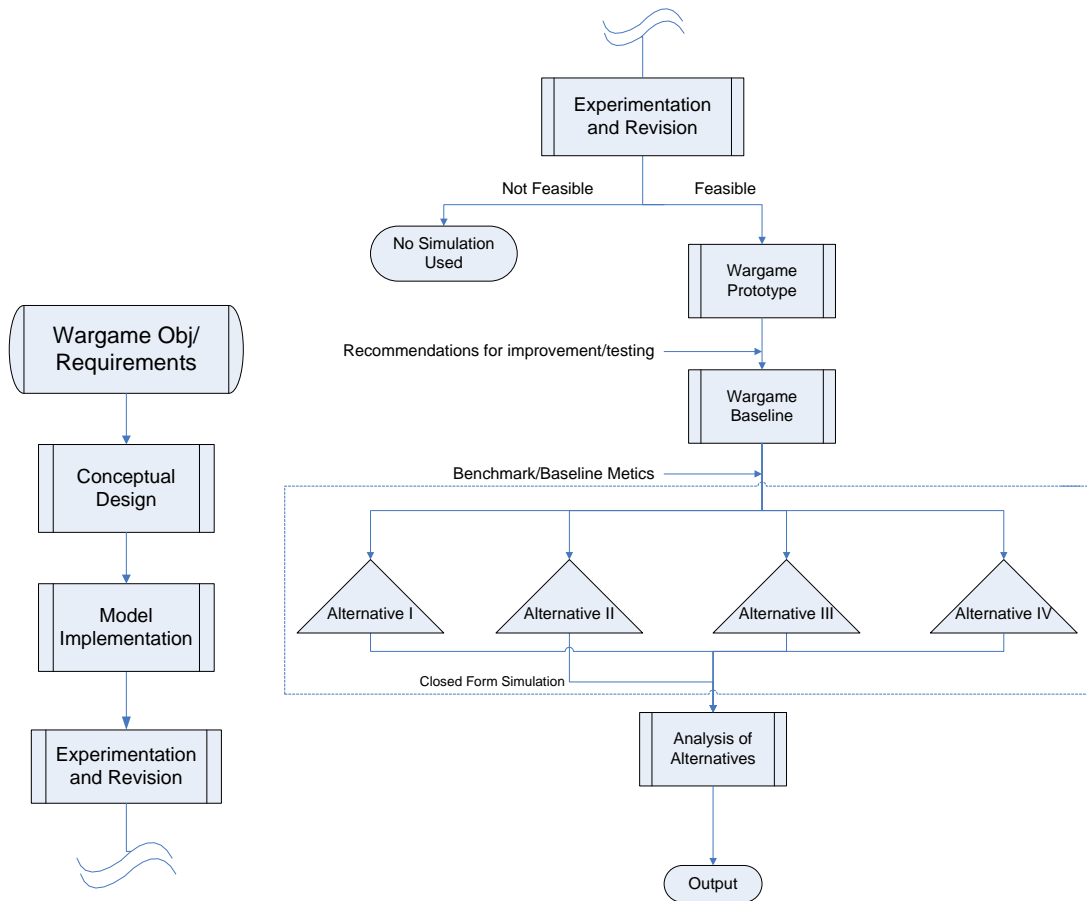 Wargame Obj/
Requirements
Conceptual
Design
Model
Implementation
Experimentation
and Revision
Experimentation
and Revision
Not Feasible
Feasible
No Simulation
Used
Wargame
Prototype
Recommendations for improvement/testing
Wargame
Baseline
Benchmark/Baseline Metics
Alternative I
Alternative II
Alternative III
Alternative IV
Closed Form Simulation
Analysis of
Alternatives
Output